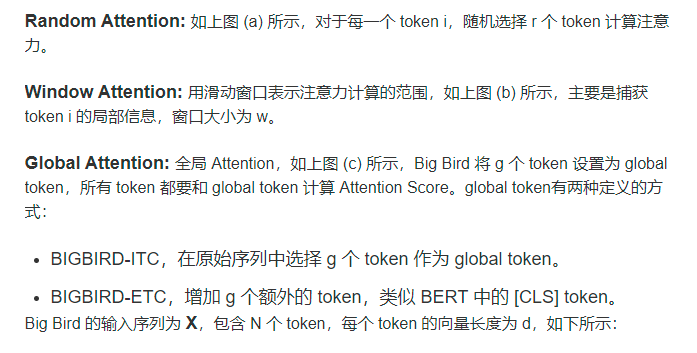 Random Attention: 如上图 (a) 所示，对于每一个 token i，随机选择 r 个 token 计算注意
力。
Window Attention: 用滑动窗口表示注意力计算的范围，如上图 (b) 所示，主要是捕获
token i 的局部信息，窗口大小为 w。
Global Attention: 全局 Attention，如上图 (c) 所示，Big Bird 将 g 个 token 设置为 global
token，所有 token 都要和 global token 计算 Attention Score。global token有两种定义的方
式：
• BIGBIRD-ITC，在原始序列中选择 g 个 token 作为 global token。
• BIGBIRD-ETC，增加 g 个额外的 token，类似 BERT 中的 [CLS] token。
Big Bird 的输入序列为 X，包含 N 个 token，每个 token 的向量长度为 d，如下所示：